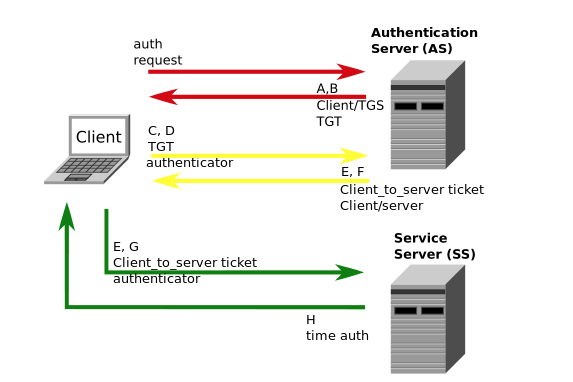 auth
request
Authentication
Server (AS)
A,B
Client/TGS
TGT
Client
C, D
TGT
authenticator
E, F
Client_to_server ticket
Client/server
Service
Server (SS)
E, G
Client_to_server ticket
authenticator
H
time auth